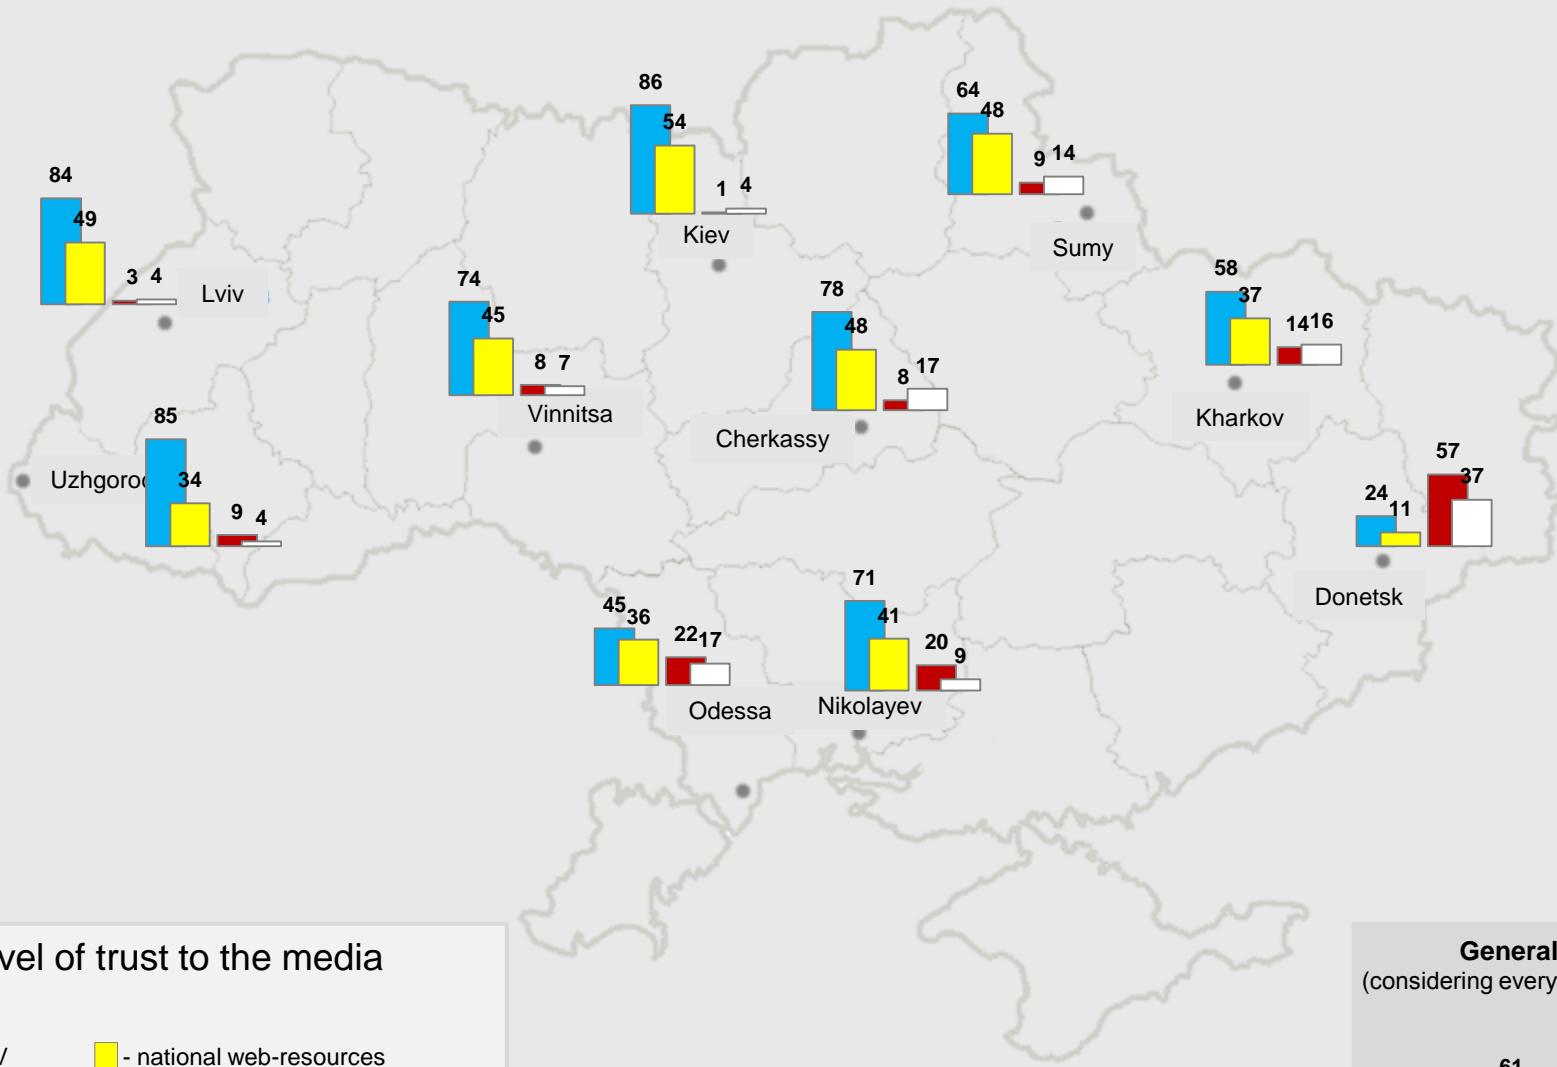 86
54
1 4
Kiev
64
48
9 14
Sumy
84
49
3 4
Lviv
74
45
8 7
Vinnitsa
78
48
8 17
Cherkassy
58
37
14 16
Kharkov
85
34
9 4
Uzhgoro
57
37
24
11
Donetsk
45 36
22 17
Odessa
71
41
20 9
Nikolayev
vel of trust to the media
/
- national web-resources
General
(considering every
61